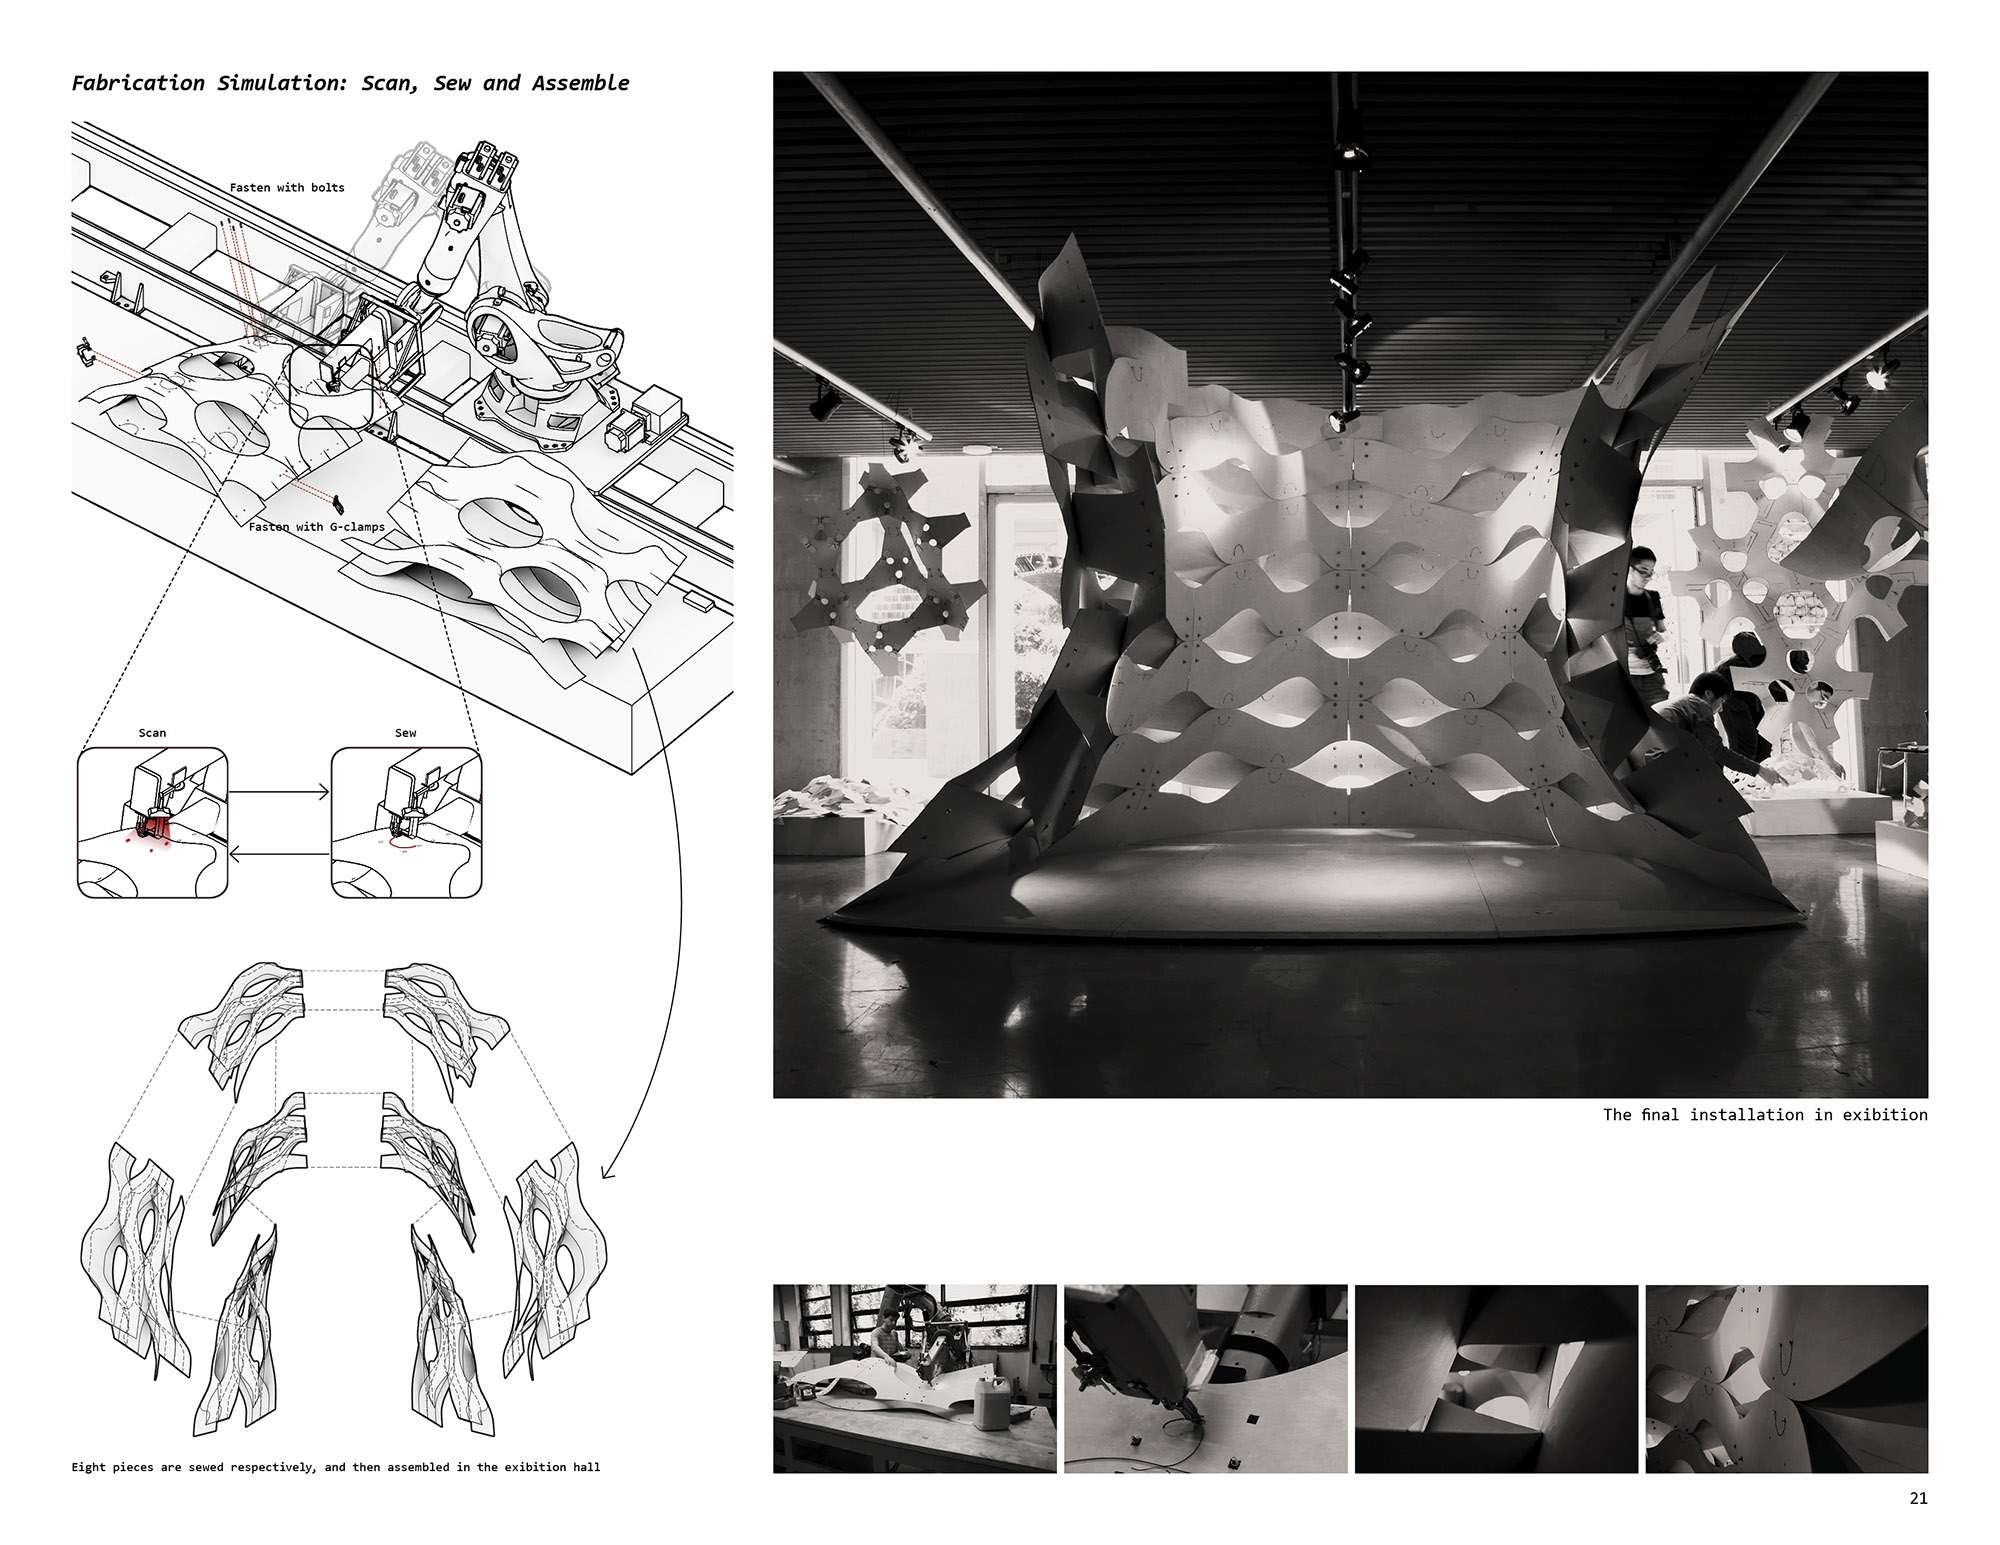 Fabrication Simulation: Scan, Sew and Assemble
Fasten with bolts
Fasten with G-clamps
Scan
Sew
Eight pieces are sewed respectively, and then assembled in the exibition hall
The final installation in exibition
21